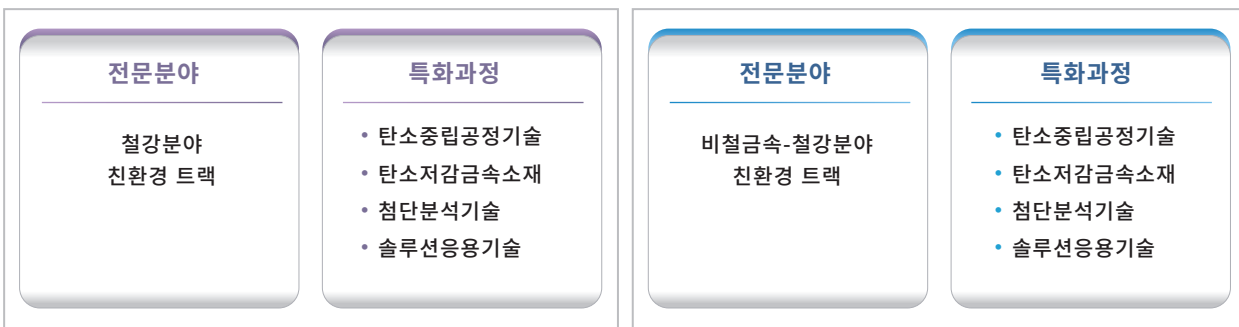 전문분야
철강분야
친환경 트랙
특화과정
• 탄소중립공정기술
• 탄소저감금속소재
• 첨단분석기술
• 솔루션응용기술
전문분야
비철금속-철강분야
친환경 트랙
특화과정
• 탄소중립공정기술
• 탄소저감금속소재
• 첨단분석기술
• 솔루션응용기술